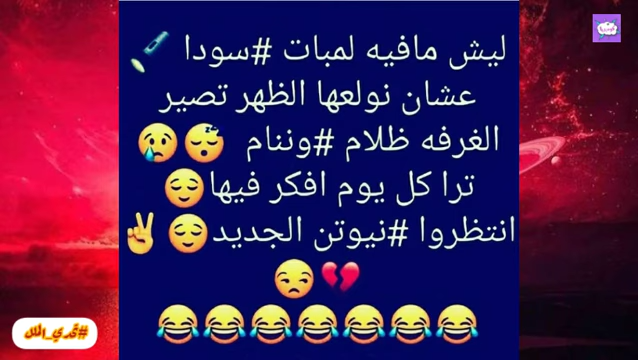 ليش مافيه لمبات #سودا 🔦
عشان نولعها الظهر تصير
الغرفه ظلام #وننام 😴😢
ترا كل يوم افكر فيها😌
انتظروا #نيوتن الجديد😌✌
💔😒
😂😂😂😂😂😂😂